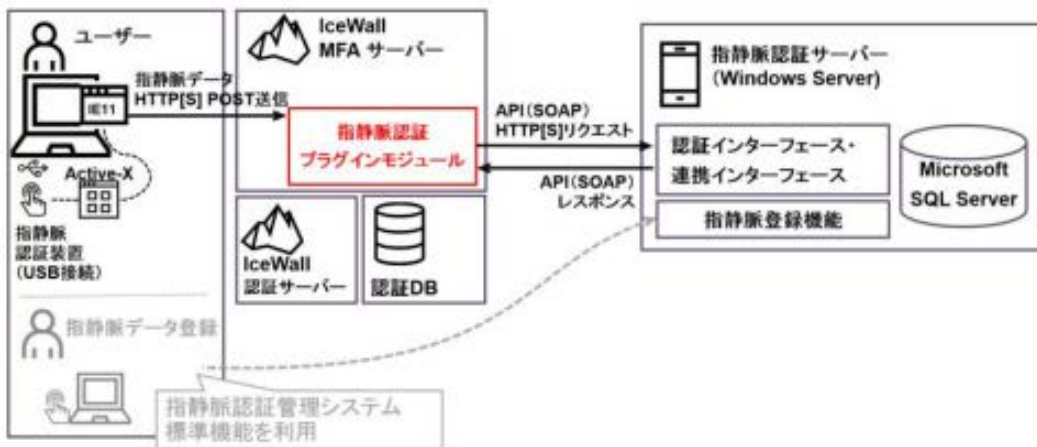 ユーザー
IE11
指静脈データ
HTTP[S] POST送信
Active-X
指静脈
認証装置
(USB接続)
指静脈データ登録
指静脈認証管理システム
標準機能を利用
IceWall
MFA サーバー
指静脈認証
プラグインモジュール
IceWall
認証サーバー
認証DB
API(SOAP)
HTTP[S]リクエスト
API(SOAP)
レスポンス
指静脈認証サーバー
(Windows Server)
認証インターフェース・
連携インターフェース
指静脈登録機能
Microsoft
SQL Server